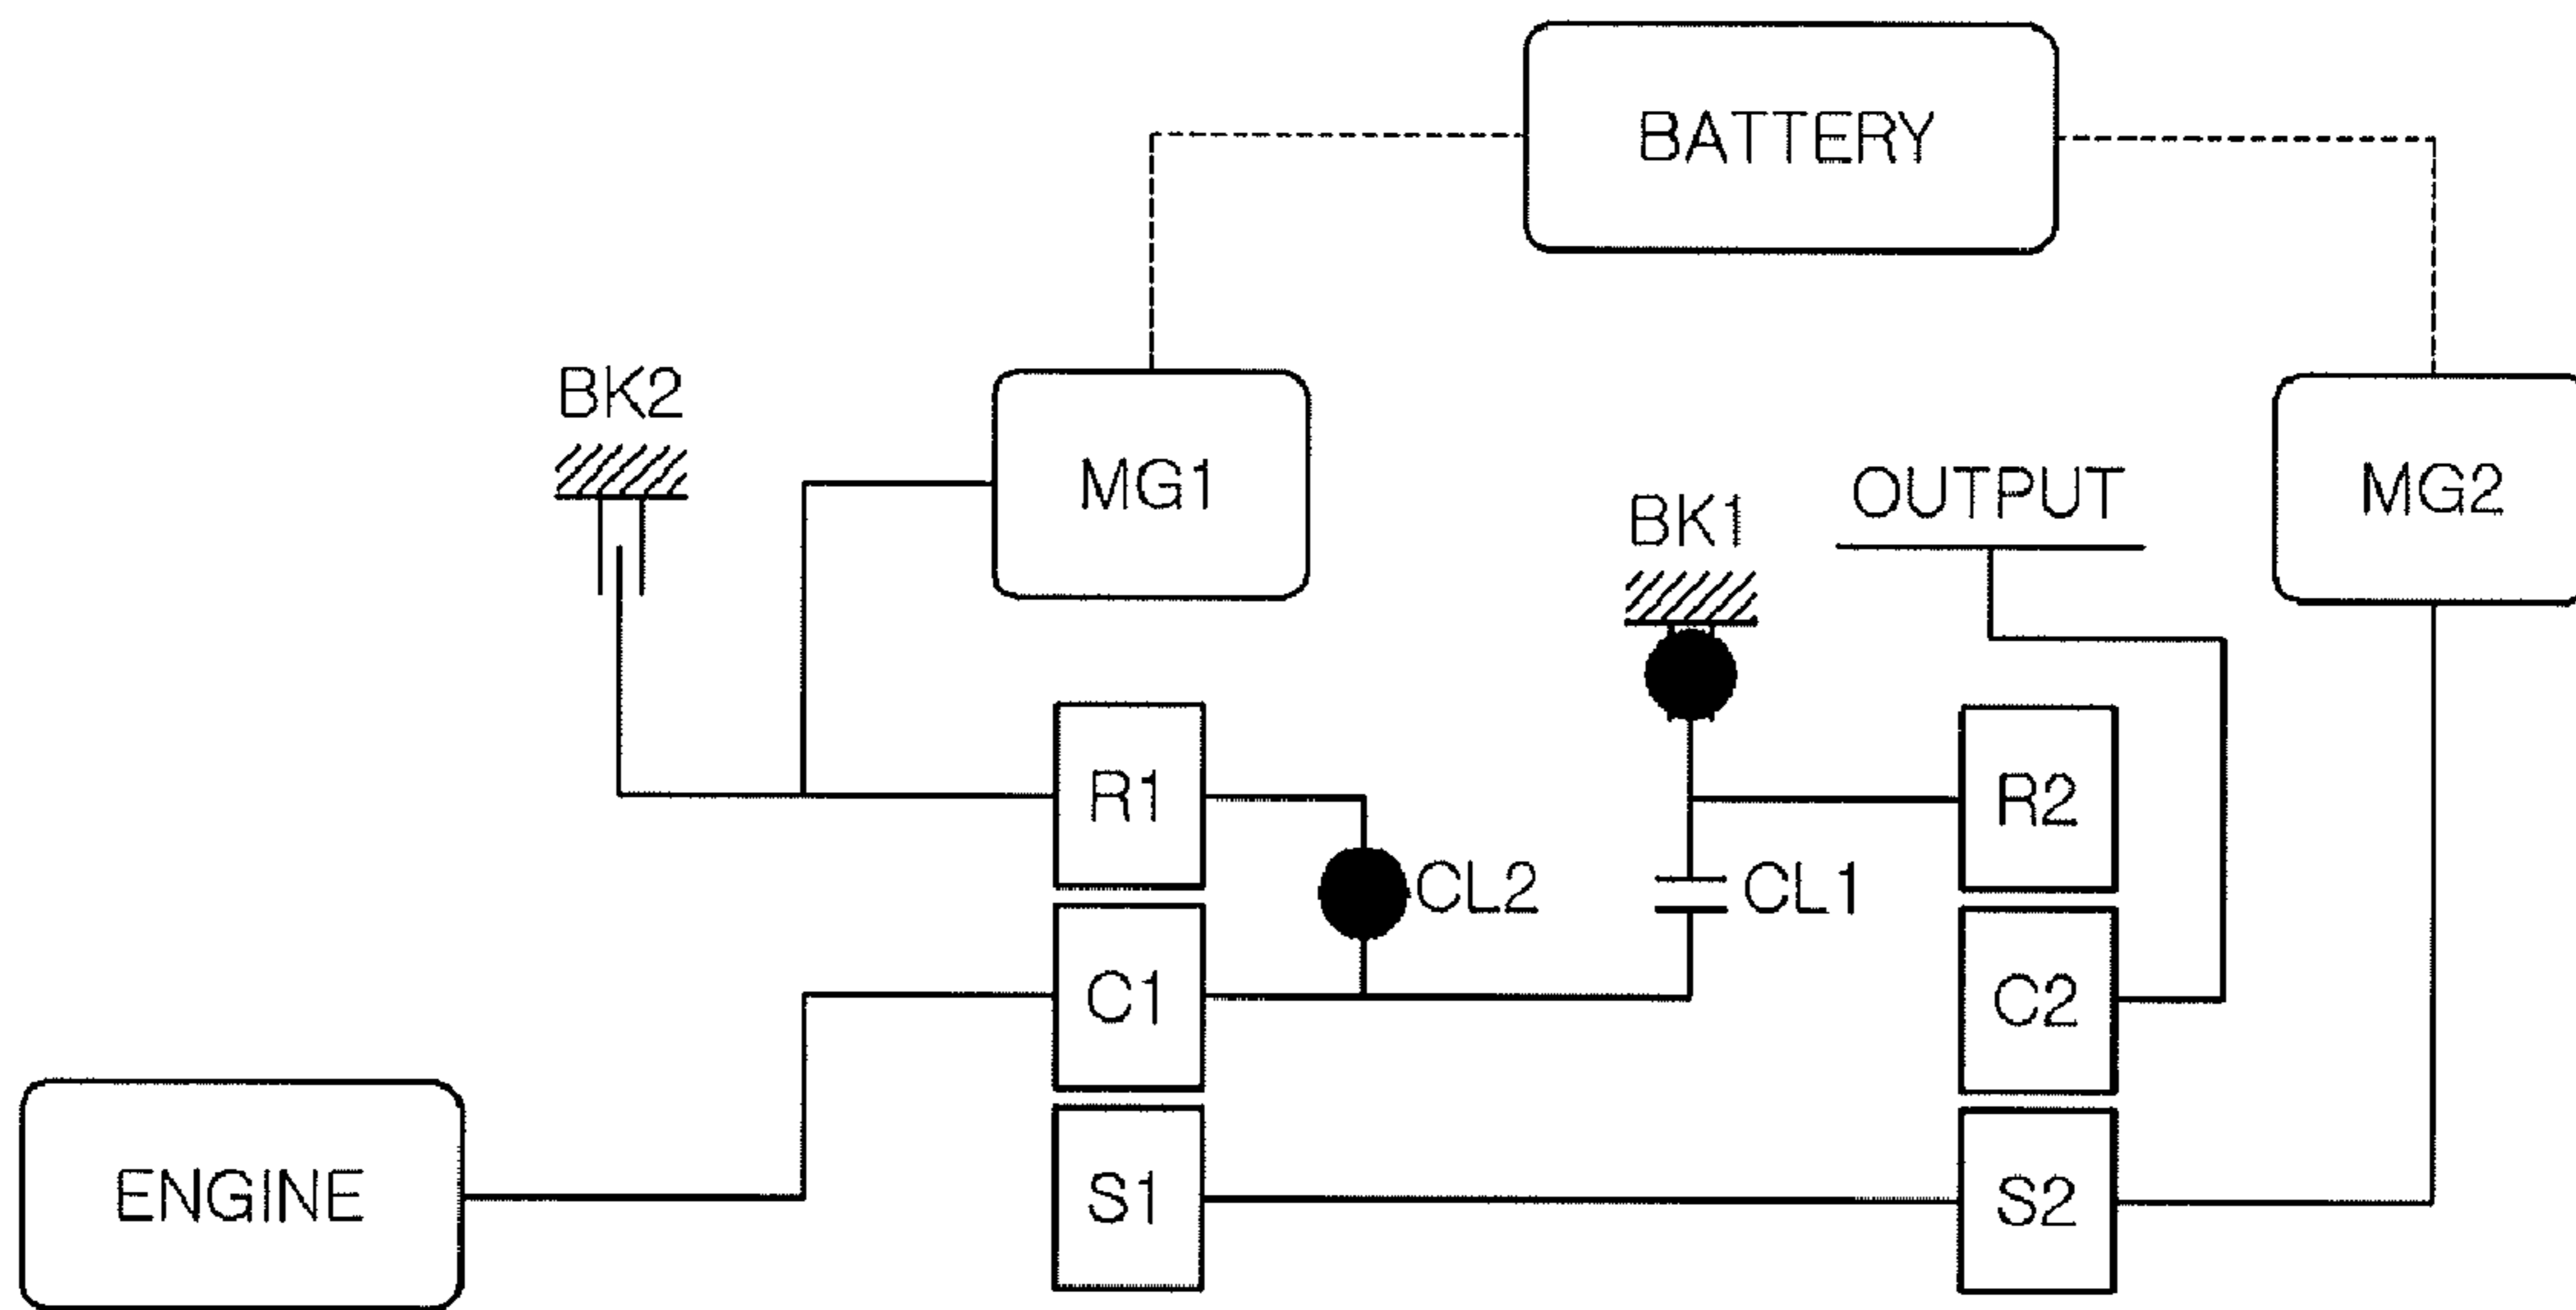 BATTERY
BK2
MG1
BK1
OUTPUT
MG2
R1
R2
CL2
CL1
C1
C2
ENGINE
S1
S2